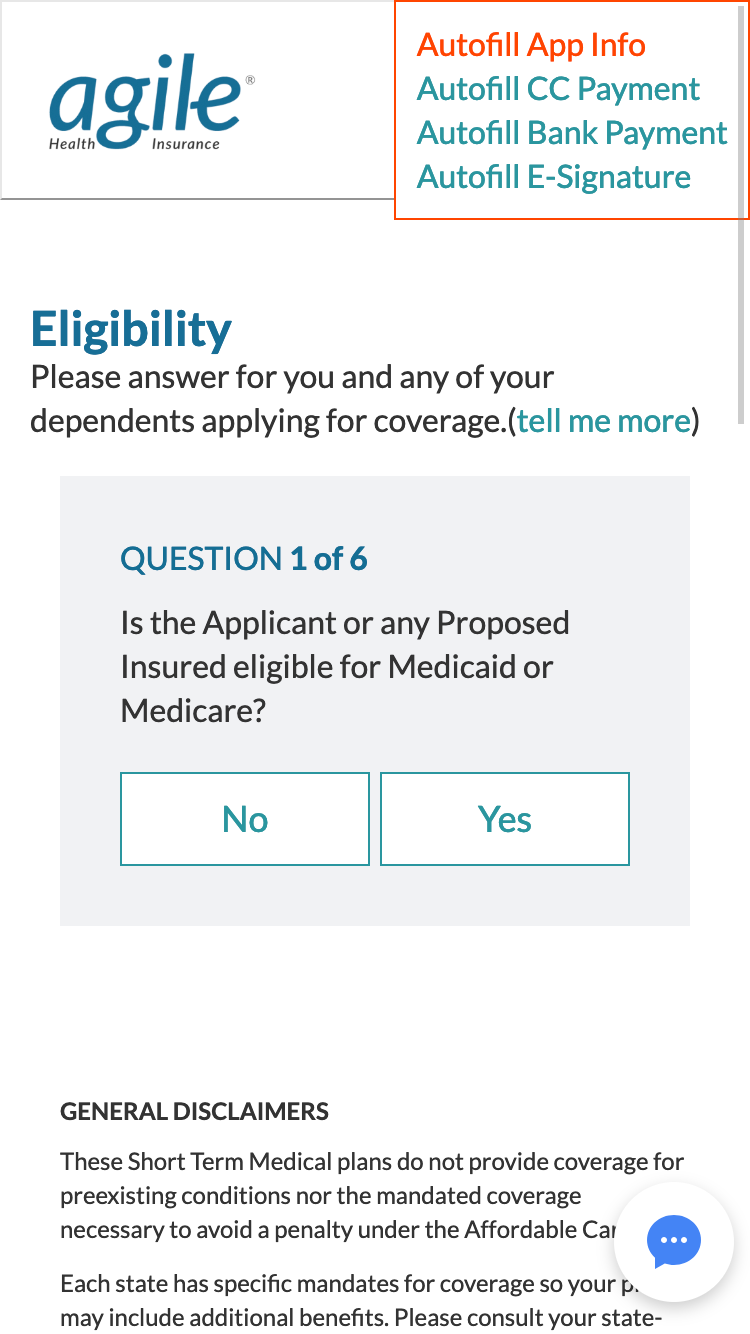 agile®
Health Insurance
Autofill App Info
Autofill CC Payment
Autofill Bank Payment
Autofill E-Signature
Eligibility
Please answer for you and any of your
dependents applying for coverage.(tell me more)
QUESTION 1 of 6
Is the Applicant or any Proposed
Insured eligible for Medicaid or
Medicare?
No Yes
GENERAL DISCLAIMERS
These Short Term Medical plans do not provide coverage for
preexisting conditions nor the mandated coverage
necessary to avoid a penalty under the Affordable
Each state has specific mandates for coverage so your
may include additional benefits. Please consult your state-